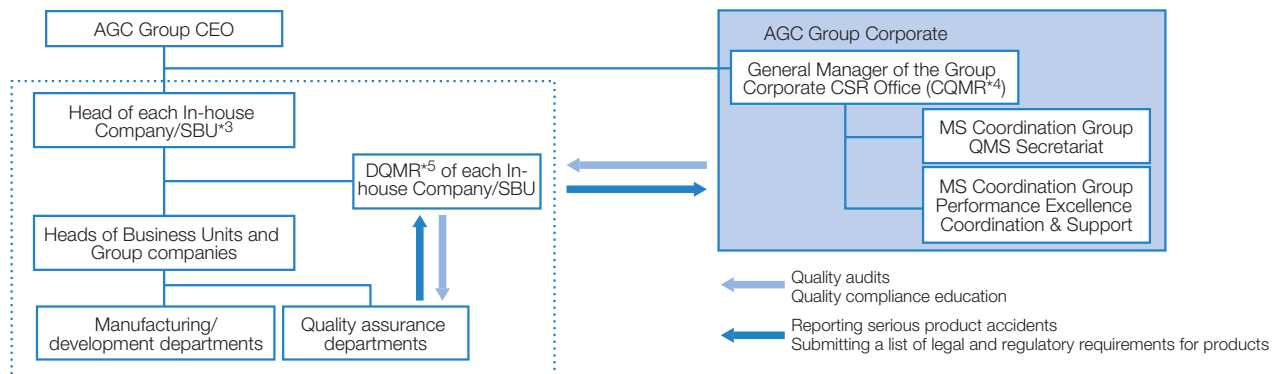 AGC Group CEO
AGC Group Corporate
General Manager of the Group
Corporate CSR Office (CQMR*4)
Head of each In-house
Company/SBU*3
MS Coordination Group
QMS Secretariat
DQMR*5 of each In-
house Company/SBU
MS Coordination Group
Performance Excellence
Coordination & Support
Heads of Business Units and
Group companies
Manufacturing/
development departments
Quality assurance
departments
Quality audits
Quality compliance education
Reporting serious product accidents
Submitting a list of legal and regulatory requirements for products